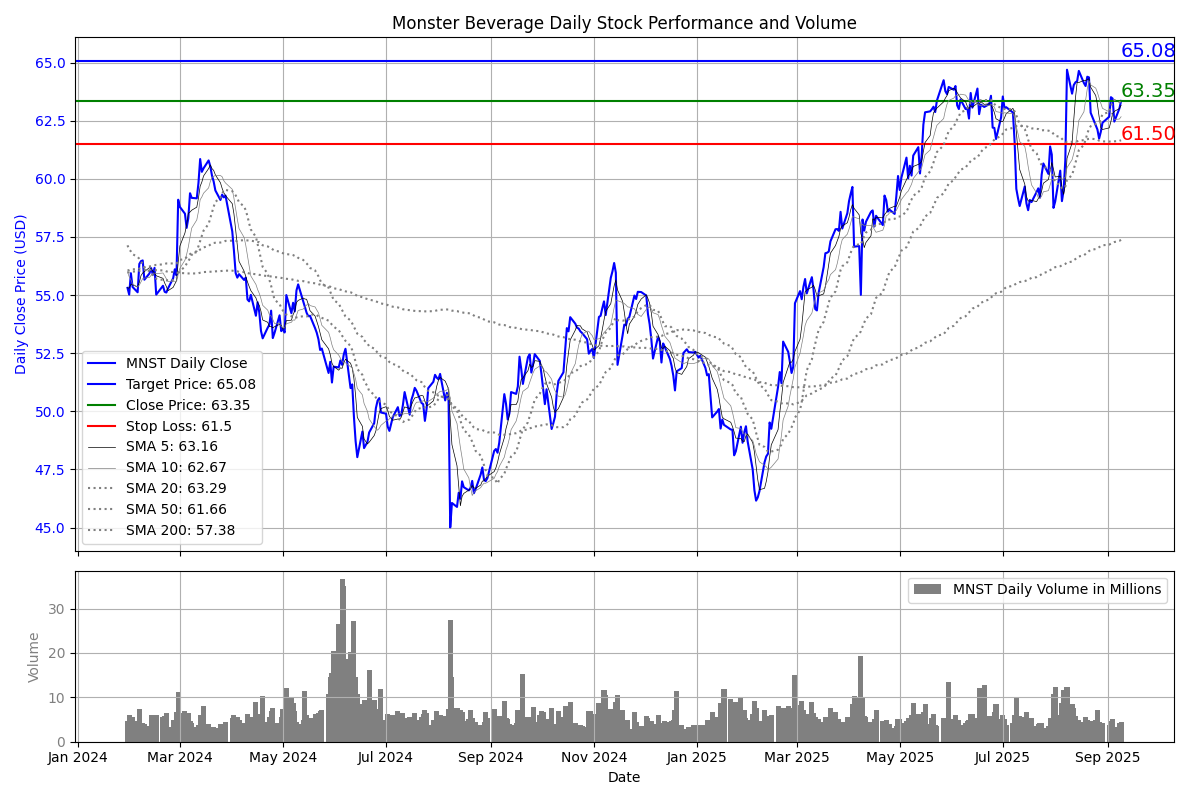 Monster Beverage Daily Stock Performance and Volume
Daily Close Price (USD)
65.0
62.5
60.0
57.5
55.0
52.5
50.0
47.5
45.0
65.08
63.35
61.50
MNST Daily Close
Target Price: 65.08
Close Price: 63.35
Stop Loss: 61.5
SMA 5: 63.16
SMA 10: 62.67
SMA 20: 63.29
SMA 50: 61.66
SMA 200: 57.38
Volume
30
20
10
0
MNST Daily Volume in Millions
Jan 2024 Mar 2024 May 2024 Jul 2024 Sep 2024 Nov 2024 Jan 2025 Mar 2025 May 2025 Jul 2025 Sep 2025
Date